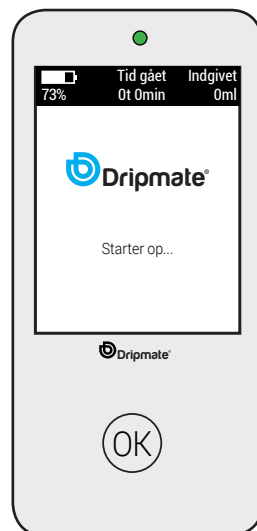 Tid gået Indgivet
73% 0t 0min 0ml
Dripmate®
Starter op...
Dripmate®
OK